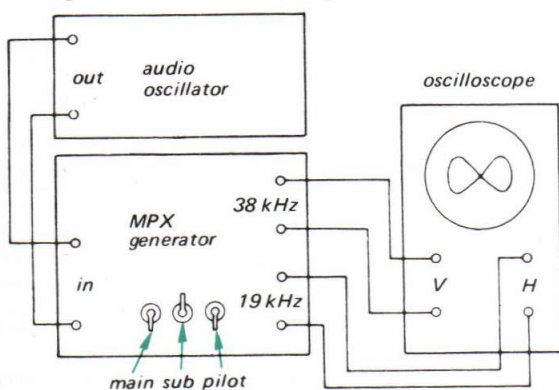 out
audio
oscillator
oscilloscope
MPX
generator
38 kHz
in
19 kHz
V
H
main sub pilot